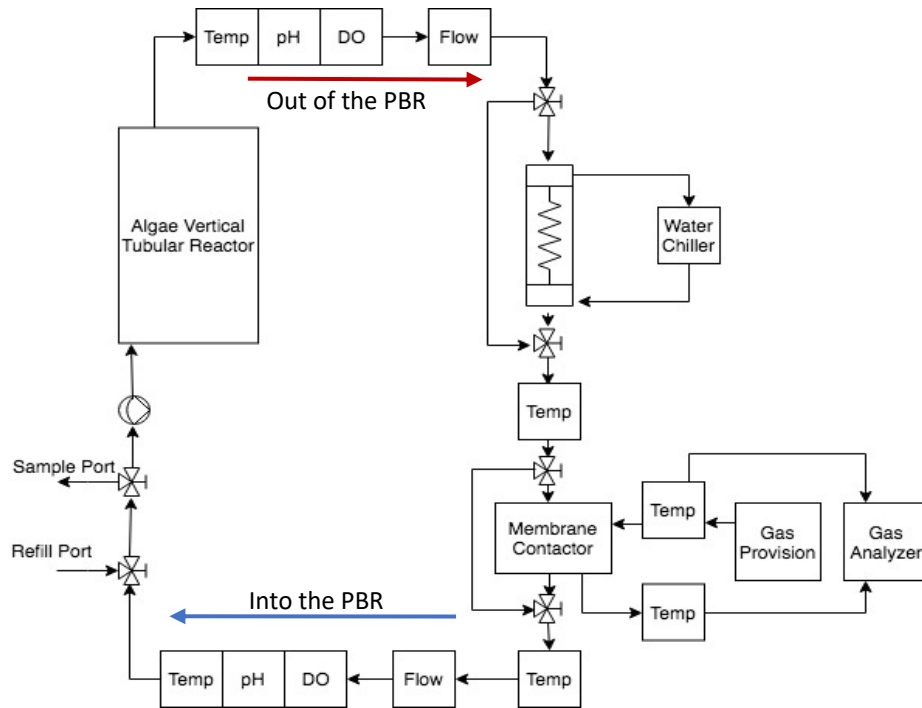 Temp
pH
DO
Flow
Out of the PBR
Algae Vertical
Tubular Reactor
Water
Chiller
Temp
Sample Port
Refill Port
Membrane
Contactor
Temp
Gas
Provision
Gas
Analyzer
Temp
Into the PBR
Temp
pH
DO
Flow
Temp